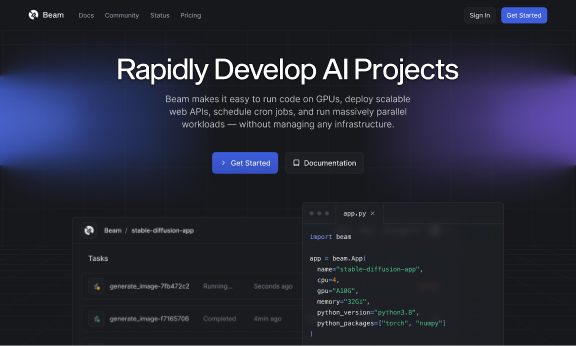 Beam
Docs Community Status Pricing
Sign In
Get Started
Rapidly Develop AI Projects
Beam makes it easy to run code on GPUs, deploy scalable
web APIs, schedule cron jobs, and run massively parallel
workloads — without managing any infrastructure.
Get Started
Documentation
Beam / stable-diffusion-app
Tasks
generate_image-7fb472c2 Running... Seconds ago
generate_image-f7165706 Completed 4min ago
app.py ×
import beam
app = beam.App(
name="stable-diffusion-app",
cpu=4,
gpu="A10G",
memory="32Gi",
python_version="python3.8",
python_packages=["torch", "numpy"]
)